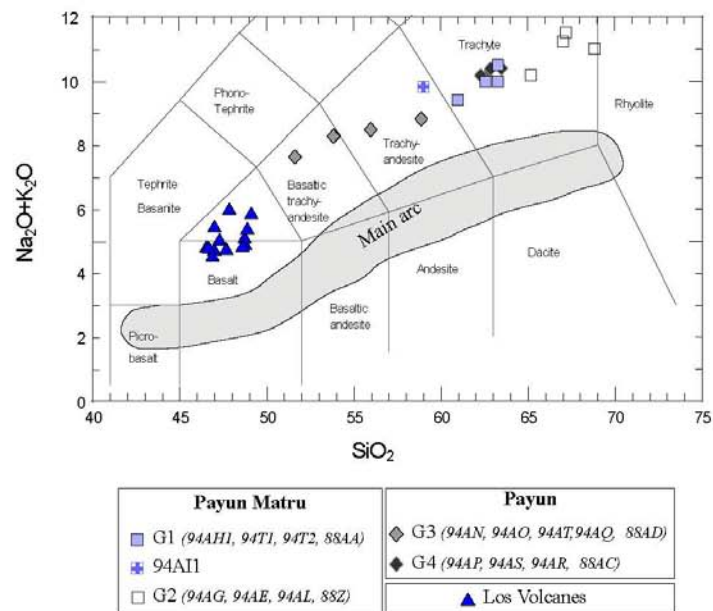 12
10
8
6
4
2
0
Na₂O+K₂O
Trachyte
Phono-
Tephrite
Rhyolite
Trachy-
andesite
Tephrite
Basanite
Basaltic
trachy-
andesite
Main arc
Basalt
Andesite
Dacite
Basaltic
andesite
Picro-
basalt
40 45 50 55 60 65 70 75
SiO₂
Payun Matru
G1 (94AH1, 94T1, 94T2, 88AA)
94AI1
G2 (94AG, 94AE, 94AL, 88Z)
Payun
G3 (94AN, 94AO, 94AT,94AQ, 88AD)
G4 (94AP, 94AS, 94AR, 88AC)
Los Volcanes